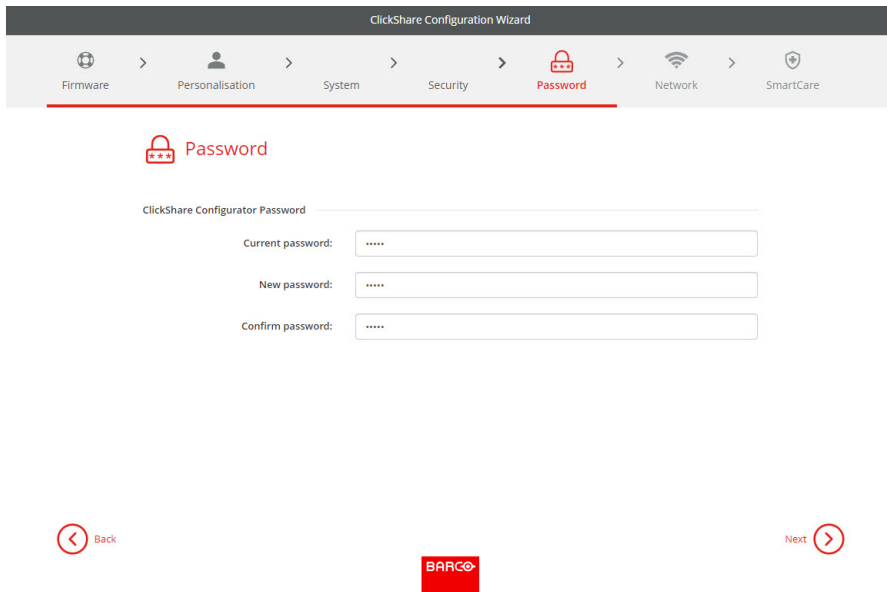 ClickShare Configuration Wizard
Firmware > Personalisation > System > Security > Password > Network > SmartCare
Password
ClickShare Configurator Password
Current password: •••••
New password: •••••
Confirm password: •••••
Back
Next
BARCO